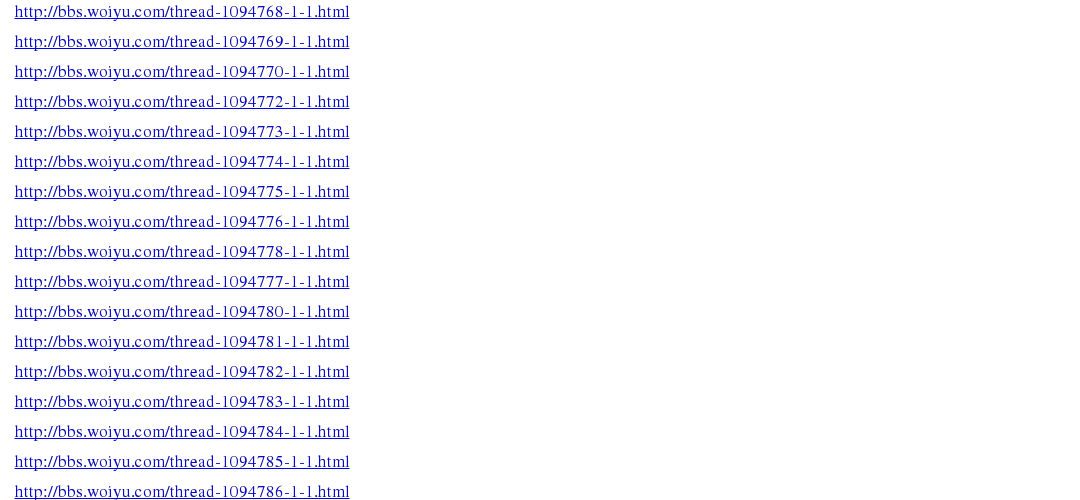 http://bbs.woiyu.com/thread-1094768-1-1.html
http://bbs.woiyu.com/thread-1094769-1-1.html
http://bbs.woiyu.com/thread-1094770-1-1.html
http://bbs.woiyu.com/thread-1094772-1-1.html
http://bbs.woiyu.com/thread-1094773-1-1.html
http://bbs.woiyu.com/thread-1094774-1-1.html
http://bbs.woiyu.com/thread-1094775-1-1.html
http://bbs.woiyu.com/thread-1094776-1-1.html
http://bbs.woiyu.com/thread-1094778-1-1.html
http://bbs.woiyu.com/thread-1094777-1-1.html
http://bbs.woiyu.com/thread-1094780-1-1.html
http://bbs.woiyu.com/thread-1094781-1-1.html
http://bbs.woiyu.com/thread-1094782-1-1.html
http://bbs.woiyu.com/thread-1094783-1-1.html
http://bbs.woiyu.com/thread-1094784-1-1.html
http://bbs.woiyu.com/thread-1094785-1-1.html
http://bbs.woiyu.com/thread-1094786-1-1.html